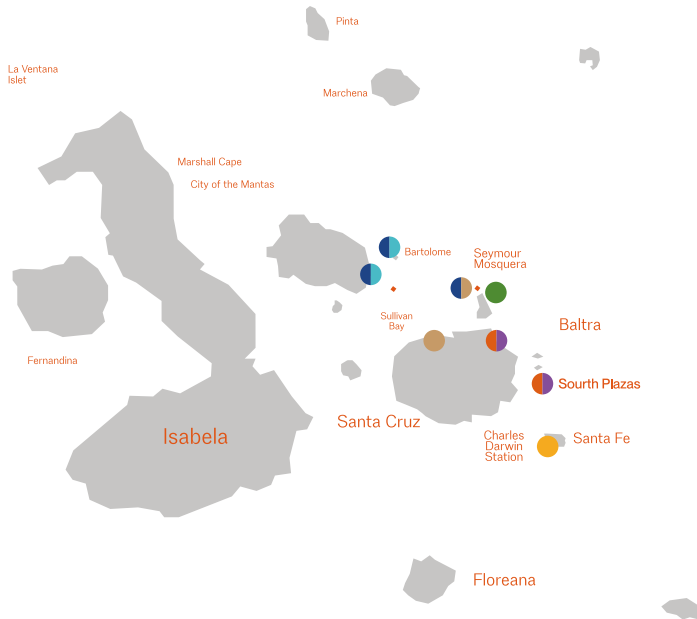 Pinta
La Ventana
Islet
Marchena
Marshall Cape
City of the Mantas
Bartolome
Seymour
Mosquera
Sullivan
Bay
Baltra
Fernandina
Sourth Plazas
Santa Cruz
Isabela
Charles
Darwin
Station
Santa Fe
Floreana